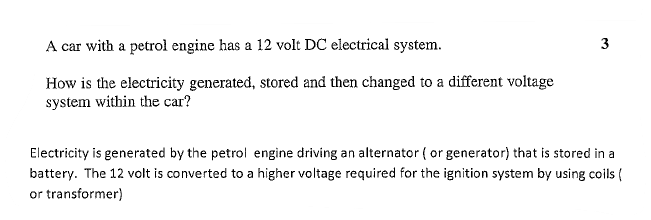 A car with a petrol engine has a 12 volt DC electrical system. 3
How is the electricity generated, stored and then changed to a different voltage
system within the car?
Electricity is generated by the petrol engine driving an alternator ( or generator) that is stored in a
battery. The 12 volt is converted to a higher voltage required for the ignition system by using coils (
or transformer)